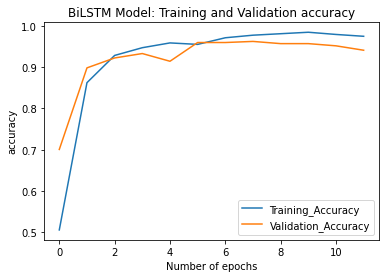 BiLSTM Model: Training and Validation accuracy
1.0
0.9
0.8
0.7
0.6
0.5
accuracy
Training_Accuracy
Validation_Accuracy
0 2 4 6 8 10
Number of epochs